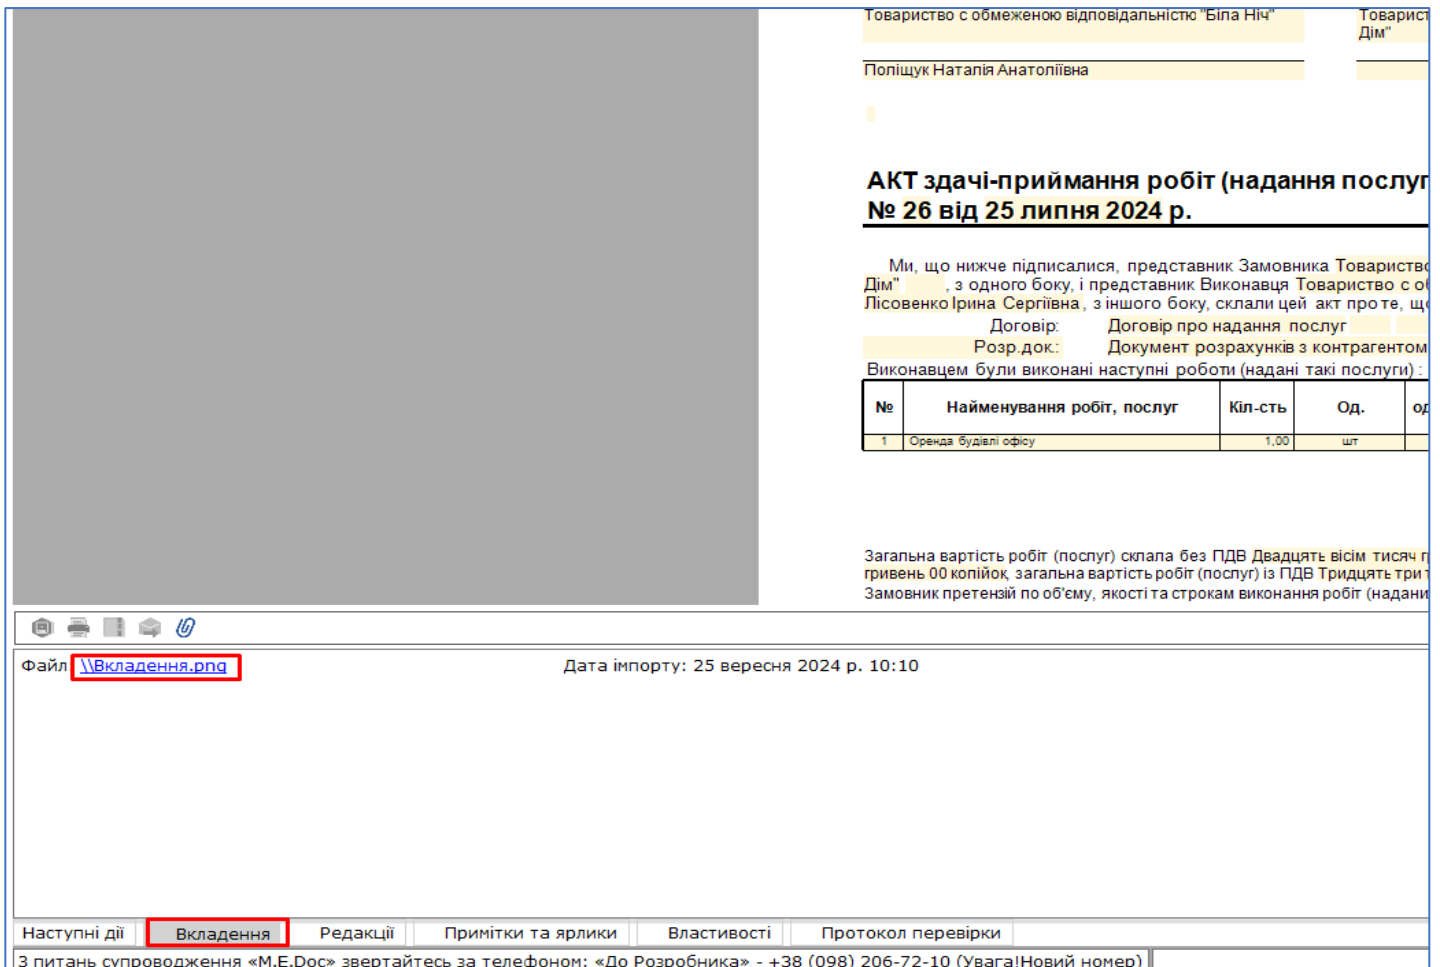 Товариство с обмеженою відповідальністю "Біла Ніч"
Дім"
Поліщук Наталія Анатоліївна
АКТ здачі-приймання робіт (надання послуг
№ 26 від 25 липня 2024 р.
Ми, що нижче підписалися, представник Замовника Товариство
Дім" , з одного боку, і представник Виконавця Товариство с
Лісовенко Ірина Сергіївна , з іншого боку, склали цей акт про те,
Договір: Договір про надання послуг
Розр.док.: Документ розрахунків з контрагентом
Виконавцем були виконані наступні роботи (надані такі послуги) :
№ Найменування робіт, послуг Кіл-сть Од.
1 Оренда будівлі офісу 1,00 шт
Загальна вартість робіт (послуг) склала без ПДВ Двадцять вісім тисяч
гривень 00 копійок, загальна вартість робіт (послуг) із ПДВ Тридцять три
Замовник претензій по об'єму, якості та строкам виконання робіт
Файл \\Вкладення.png Дата імпорту: 25 вересня 2024 р. 10:10
Наступні дії Вкладення Редакції Примітки та ярлики Властивості Протокол перевірки
З питань супроводження «M.E.Doc» звертайтесь за телефоном: «До Розробника» - +38 (098) 206-72-10 (Увага!Новий номер)